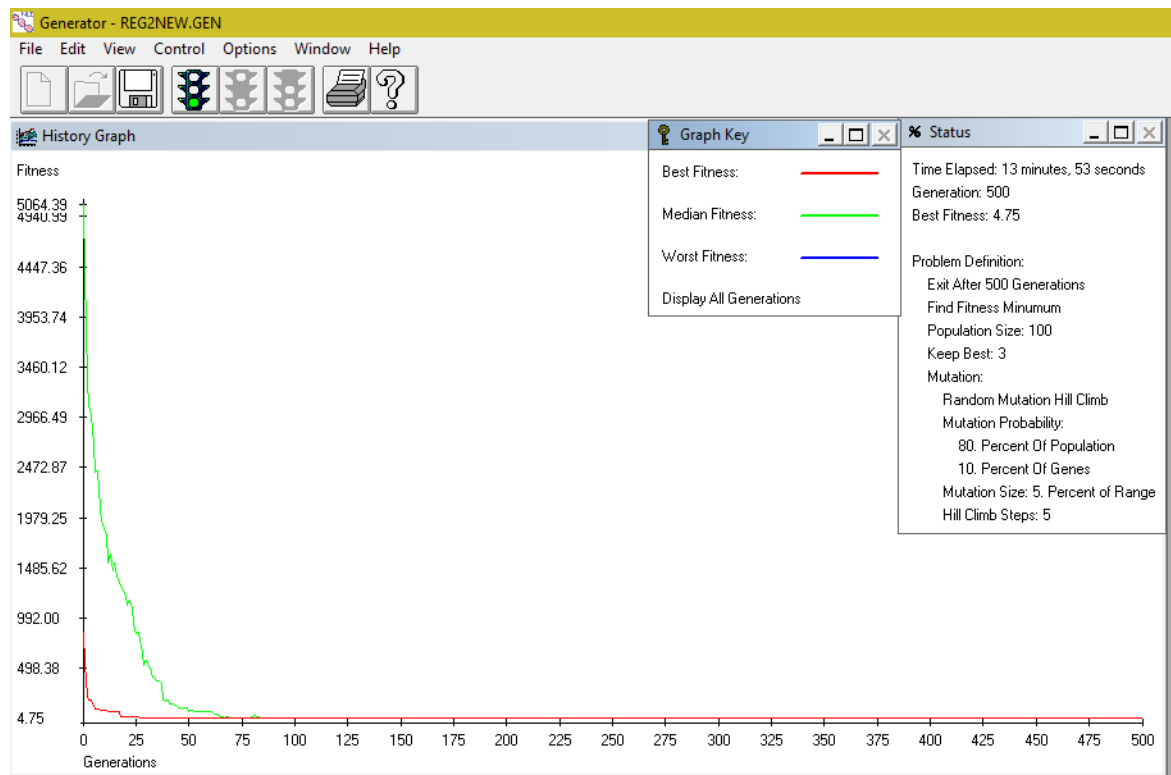 Generator - REG2NEW.GEN
File Edit View Control Options Window Help
History Graph
Fitness
5064.39
4940.99
4447.36
3953.74
3460.12
2966.49
2472.87
1979.25
1485.62
992.00
498.38
4.75
0 25 50 75 100 125 150 175 200 225 250 275 300 325 350 375 400 425 450 475 500
Generations
Graph Key
Best Fitness:
Median Fitness:
Worst Fitness:
Display All Generations
% Status
Time Elapsed: 13 minutes, 53 seconds
Generation: 500
Best Fitness: 4.75
Problem Definition:
Exit After 500 Generations
Find Fitness Minumum
Population Size: 100
Keep Best: 3
Mutation:
Random Mutation Hill Climb
Mutation Probability:
80. Percent Of Population
10. Percent Of Genes
Mutation Size: 5. Percent of Range
Hill Climb Steps: 5